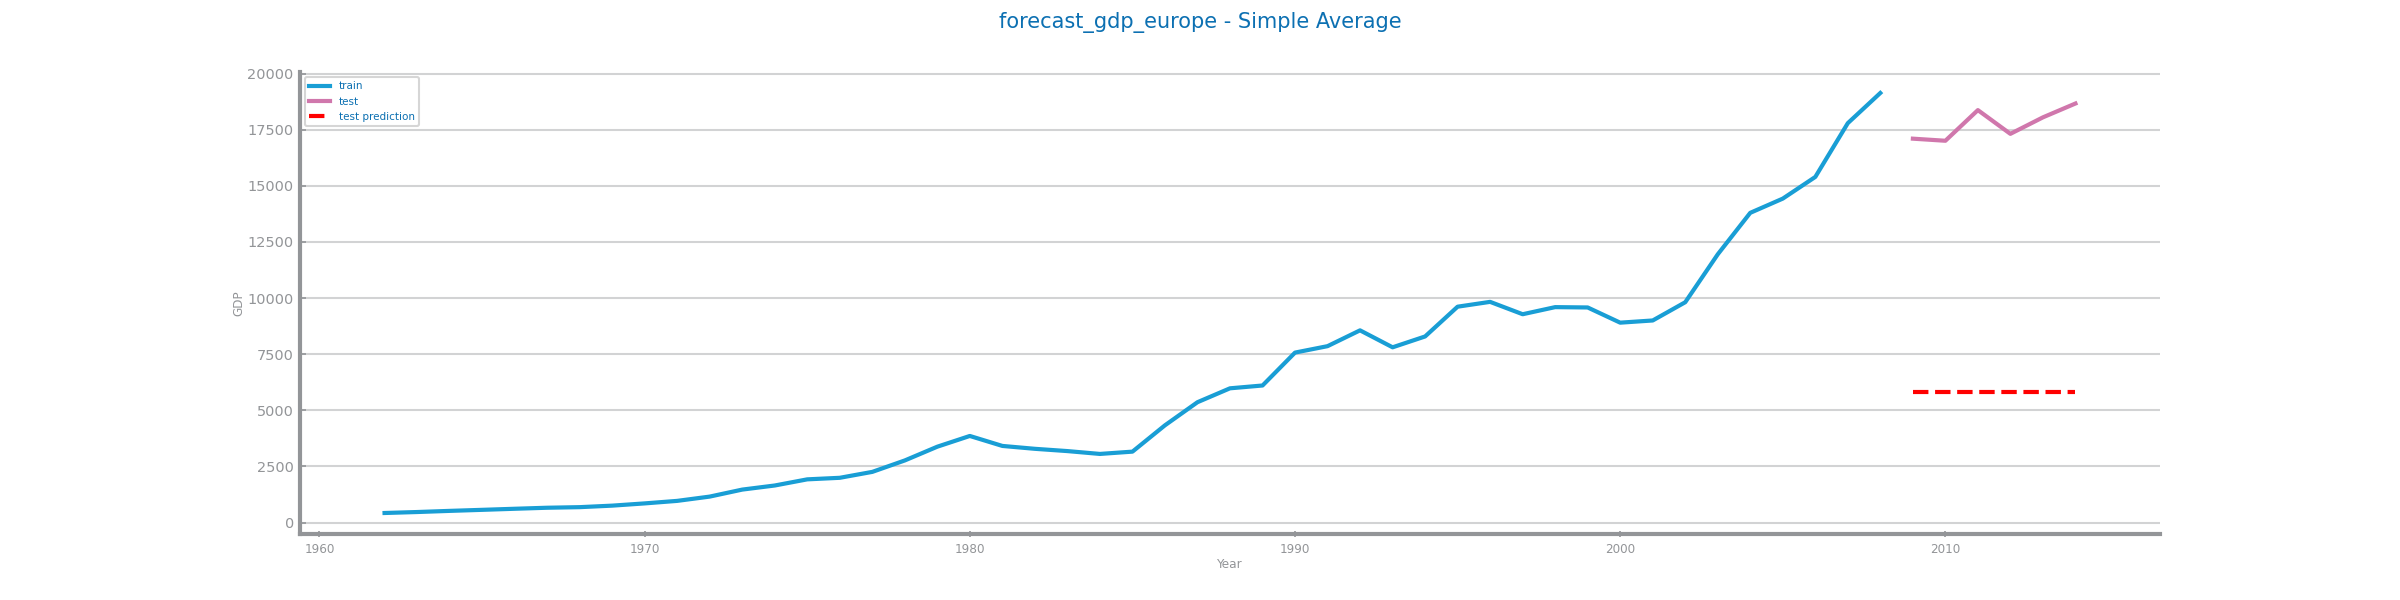 forecast_gdp_europe - Simple Average
train
test
test prediction
20000
17500
15000
12500
10000
7500
5000
2500
0
GDP
1960 1970 1980 1990 2000 2010
Year